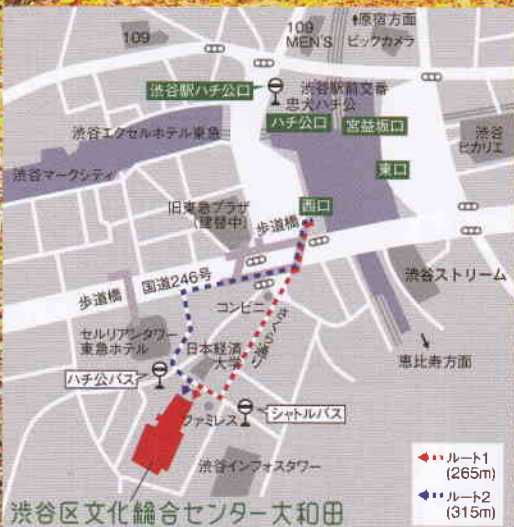 ↑原宿方面
109
109
MEN'S
ビックカメラ
渋谷駅ハチ公口
渋谷駅前交番
忠犬ハチ公
ハチ公口
宮益坂口
渋谷エクセルホテル東急
渋谷
ヒカリエ
東口
渋谷マークシティ
旧東急プラザ
(建替中)
西口
歩道橋
国道246号
歩道橋
渋谷ストリーム
コンビニ
さくら通り
セルリアンタワー
東急ホテル
日本経済
大学
恵比寿方面
ハチ公バス
ファミレス
シャトルバス
渋谷インフォスタワー
ルート1
(265m)
ルート2
(315m)
渋谷区文化総合センター大和田